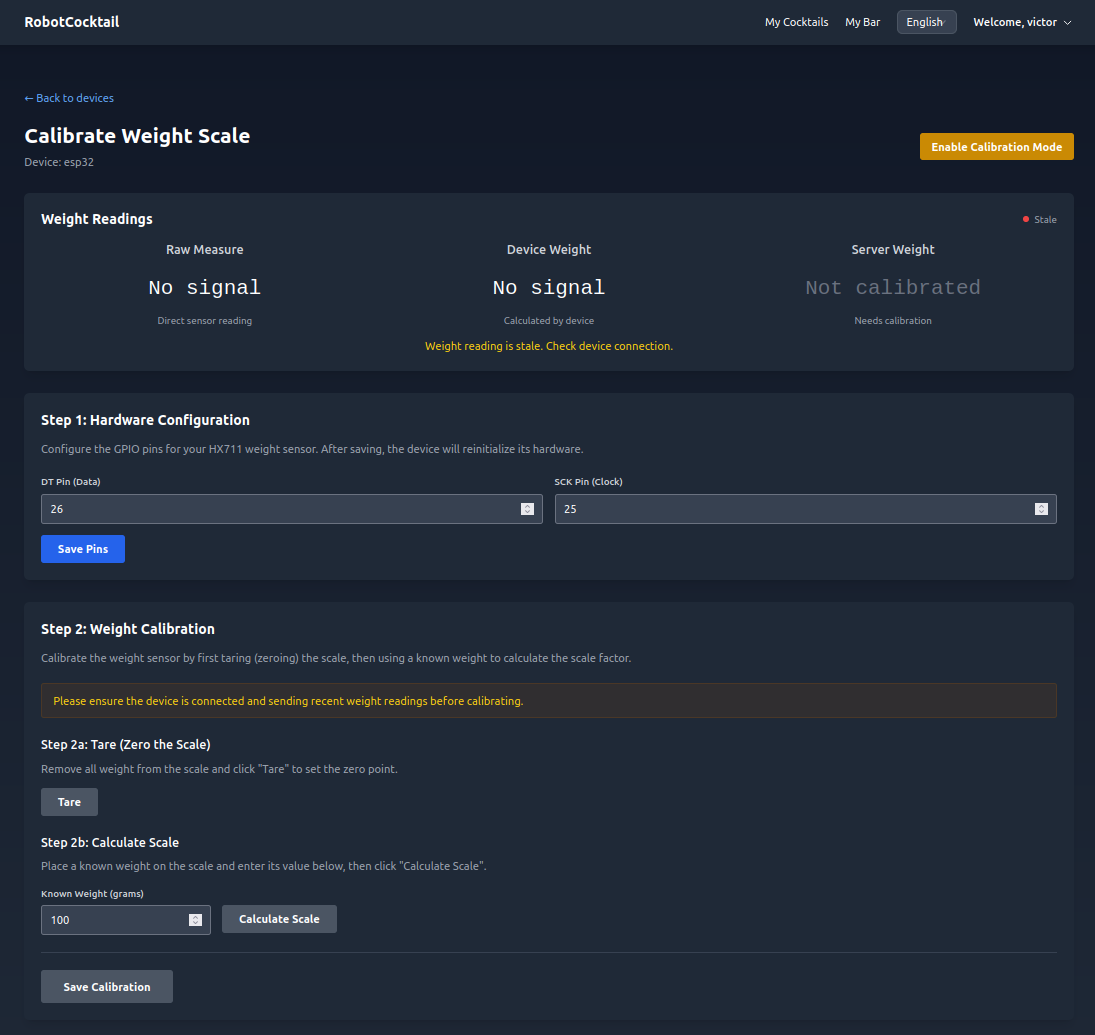 RobotCocktail
My Cocktails My Bar English Welcome, victor
← Back to devices
Calibrate Weight Scale
Device: esp32
Enable Calibration Mode
Weight Readings
Stale
Raw Measure Device Weight Server Weight
No signal No signal Not calibrated
Direct sensor reading Calculated by device Needs calibration
Weight reading is stale. Check device connection.
Step 1: Hardware Configuration
Configure the GPIO pins for your HX711 weight sensor. After saving, the device will reinitialize its hardware.
DT Pin (Data) SCK Pin (Clock)
26 25
Save Pins
Step 2: Weight Calibration
Calibrate the weight sensor by first taring (zeroing) the scale, then using a known weight to calculate the scale factor.
Please ensure the device is connected and sending recent weight readings before calibrating.
Step 2a: Tare (Zero the Scale)
Remove all weight from the scale and click "Tare" to set the zero point.
Tare
Step 2b: Calculate Scale
Place a known weight on the scale and enter its value below, then click "Calculate Scale".
Known Weight (grams)
100 Calculate Scale
Save Calibration